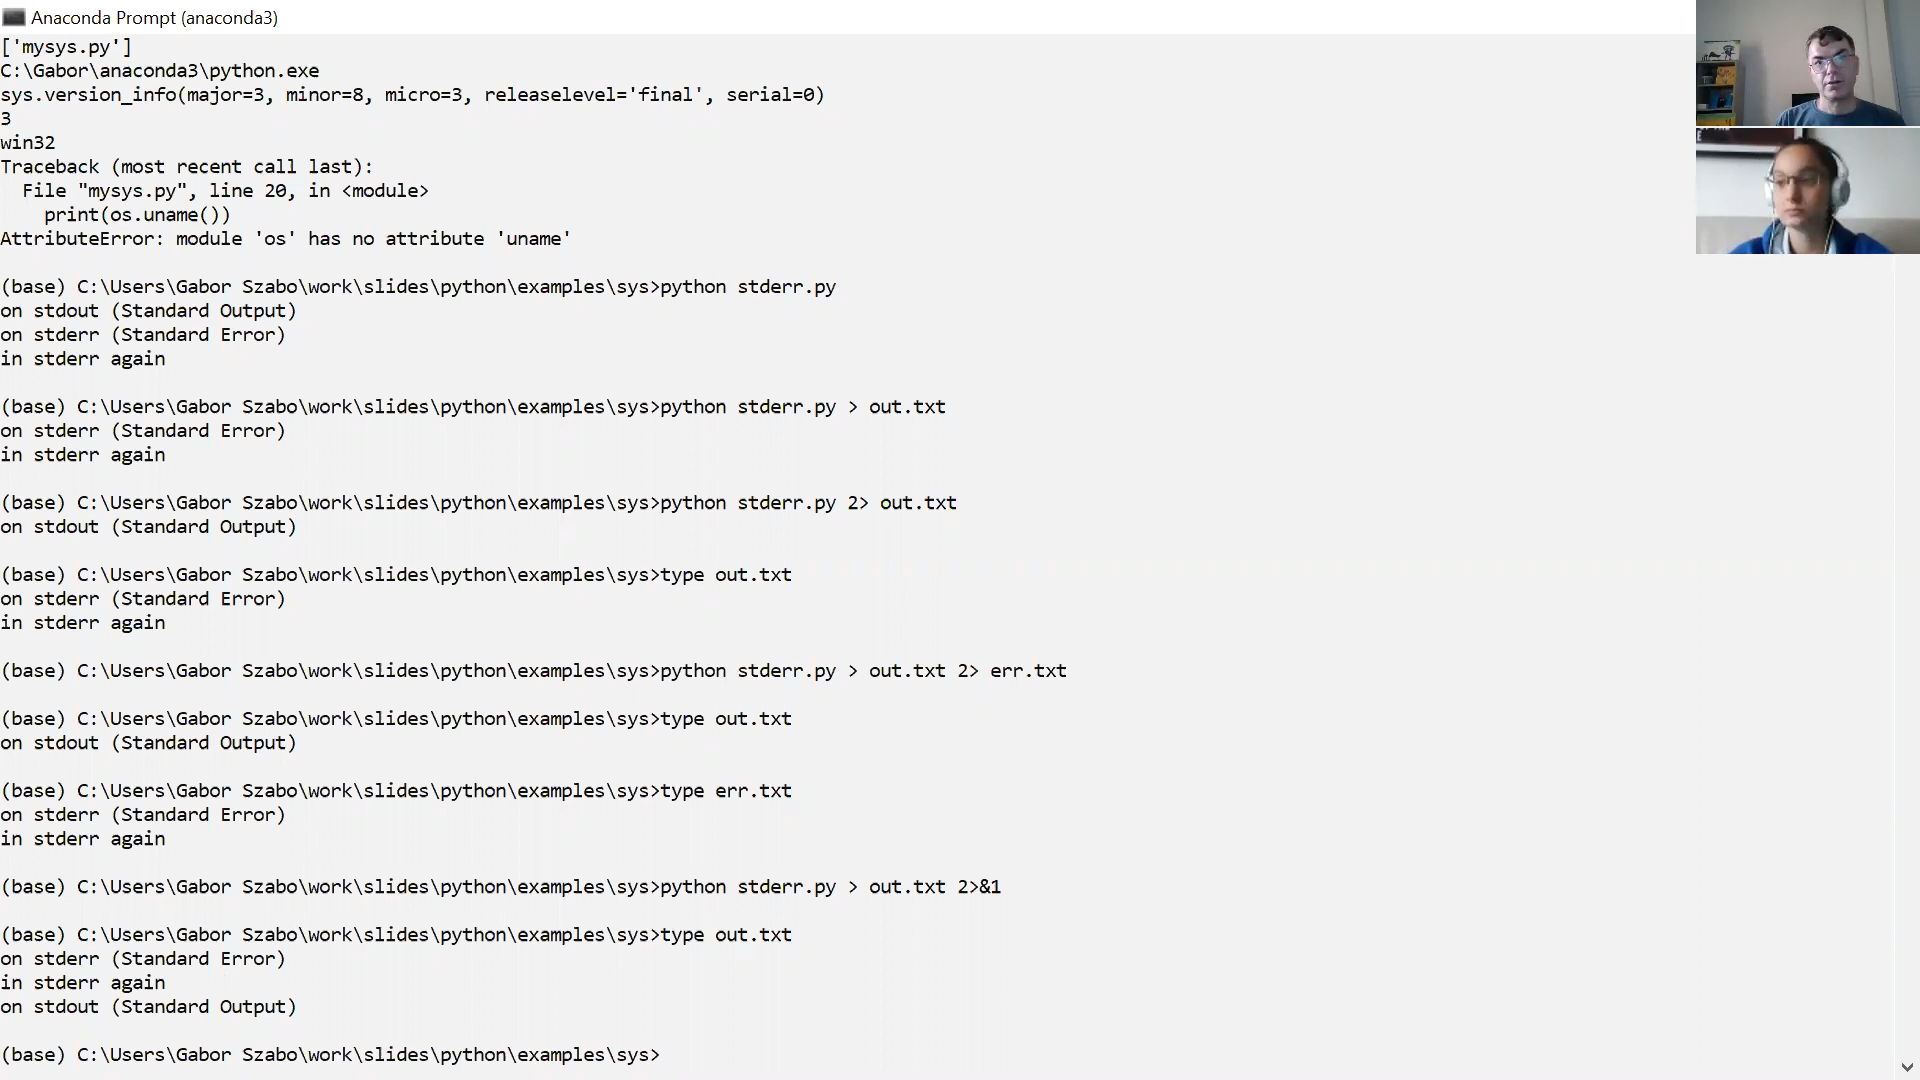 Anaconda Prompt (anaconda3)
['mysys.py']
C:\Gabor\anaconda3\python.exe
sys.version_info(major=3, minor=8, micro=3, releaselevel='final', serial=0)
3
win32
Traceback (most recent call last):
  File "mysys.py", line 20, in <module>
    print(os.uname())
AttributeError: module 'os' has no attribute 'uname'
(base) C:\Users\Gabor Szabo\work\slides\python\examples\sys>python stderr.py
on stdout (Standard Output)
on stderr (Standard Error)
in stderr again
(base) C:\Users\Gabor Szabo\work\slides\python\examples\sys>python stderr.py > out.txt
on stderr (Standard Error)
in stderr again
(base) C:\Users\Gabor Szabo\work\slides\python\examples\sys>python stderr.py 2> out.txt
on stdout (Standard Output)
(base) C:\Users\Gabor Szabo\work\slides\python\examples\sys>type out.txt
on stderr (Standard Error)
in stderr again
(base) C:\Users\Gabor Szabo\work\slides\python\examples\sys>python stderr.py > out.txt 2> err.txt
(base) C:\Users\Gabor Szabo\work\slides\python\examples\sys>type out.txt
on stdout (Standard Output)
(base) C:\Users\Gabor Szabo\work\slides\python\examples\sys>type err.txt
on stderr (Standard Error)
in stderr again
(base) C:\Users\Gabor Szabo\work\slides\python\examples\sys>python stderr.py > out.txt 2>&1
(base) C:\Users\Gabor Szabo\work\slides\python\examples\sys>type out.txt
on stderr (Standard Error)
in stderr again
on stdout (Standard Output)
(base) C:\Users\Gabor Szabo\work\slides\python\examples\sys>